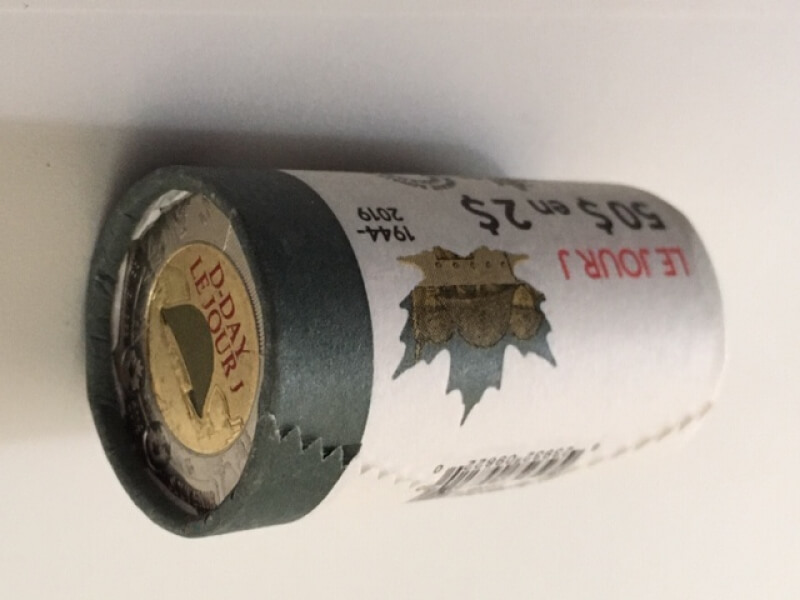 D-DAY
LE JOUR J
1944-
2019
50$ en 2$
LE JOUR J